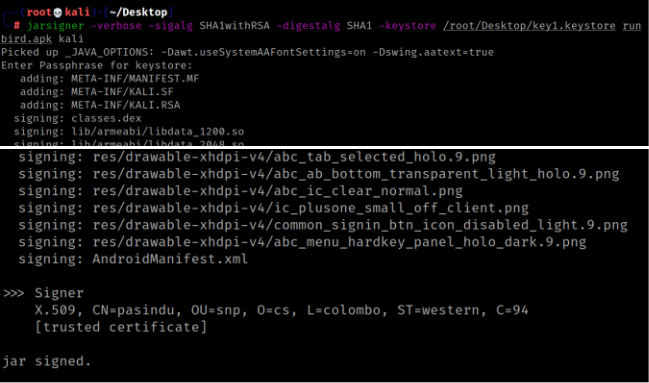 (root💀kali)-[~/Desktop]
# jarsigner -verbose -sigalg SHA1withRSA -digestalg SHA1 -keystore /root/Desktop/key1.keystore run
bird.apk kali
Picked up _JAVA_OPTIONS: -Dawt.useSystemAAFontSettings=on -Dswing.aatext=true
Enter Passphrase for keystore:
adding: META-INF/MANIFEST.MF
adding: META-INF/KALI.SF
adding: META-INF/KALI.RSA
signing: classes.dex
signing: lib/armeabi/libdata_1200.so
signing: lib/armeabi/libdata_2048.so
signing: res/drawable-xhdpi-v4/abc_tab_selected_holo.9.png
signing: res/drawable-xhdpi-v4/abc_ab_bottom_transparent_light_holo.9.png
signing: res/drawable-xhdpi-v4/abc_ic_clear_normal.png
signing: res/drawable-xhdpi-v4/ic_plusone_small_off_client.png
signing: res/drawable-xhdpi-v4/common_signin_btn_icon_disabled_light.9.png
signing: res/drawable-xhdpi-v4/abc_menu_hardkey_panel_holo_dark.9.png
signing: AndroidManifest.xml
>>> Signer
X.509, CN=pasindu, OU=snp, O=cs, L=colombo, ST=western, C=94
[trusted certificate]
jar signed.